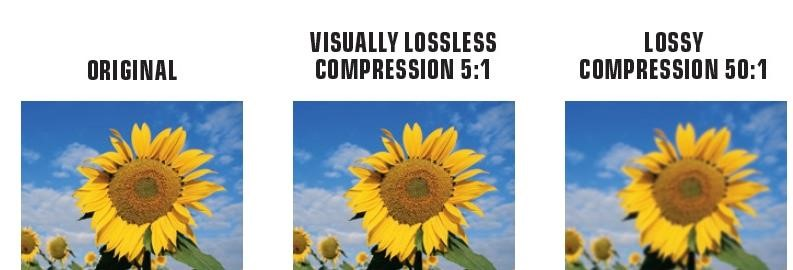 ORIGINAL
VISUALLY LOSSLESS
COMPRESSION 5:1
LOSSY
COMPRESSION 50:1